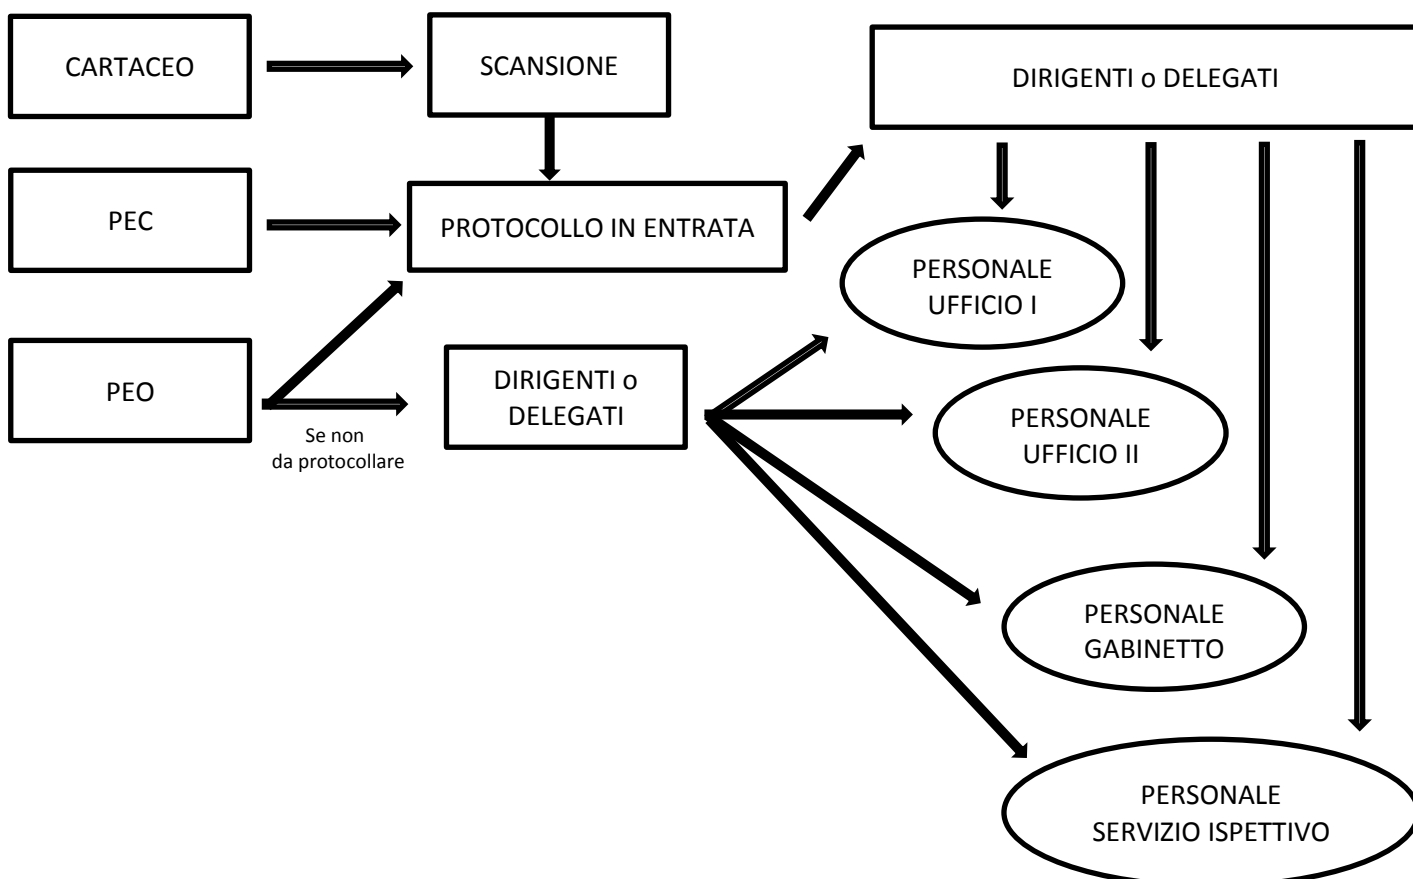 CARTACEO
SCANSIONE
DIRIGENTI o DELEGATI
PEC
PROTOCOLLO IN ENTRATA
PERSONALE
UFFICIO I
PEO
Se non
da protocollare
DIRIGENTI o
DELEGATI
PERSONALE
UFFICIO II
PERSONALE
GABINETTO
PERSONALE
SERVIZIO ISPETTIVO